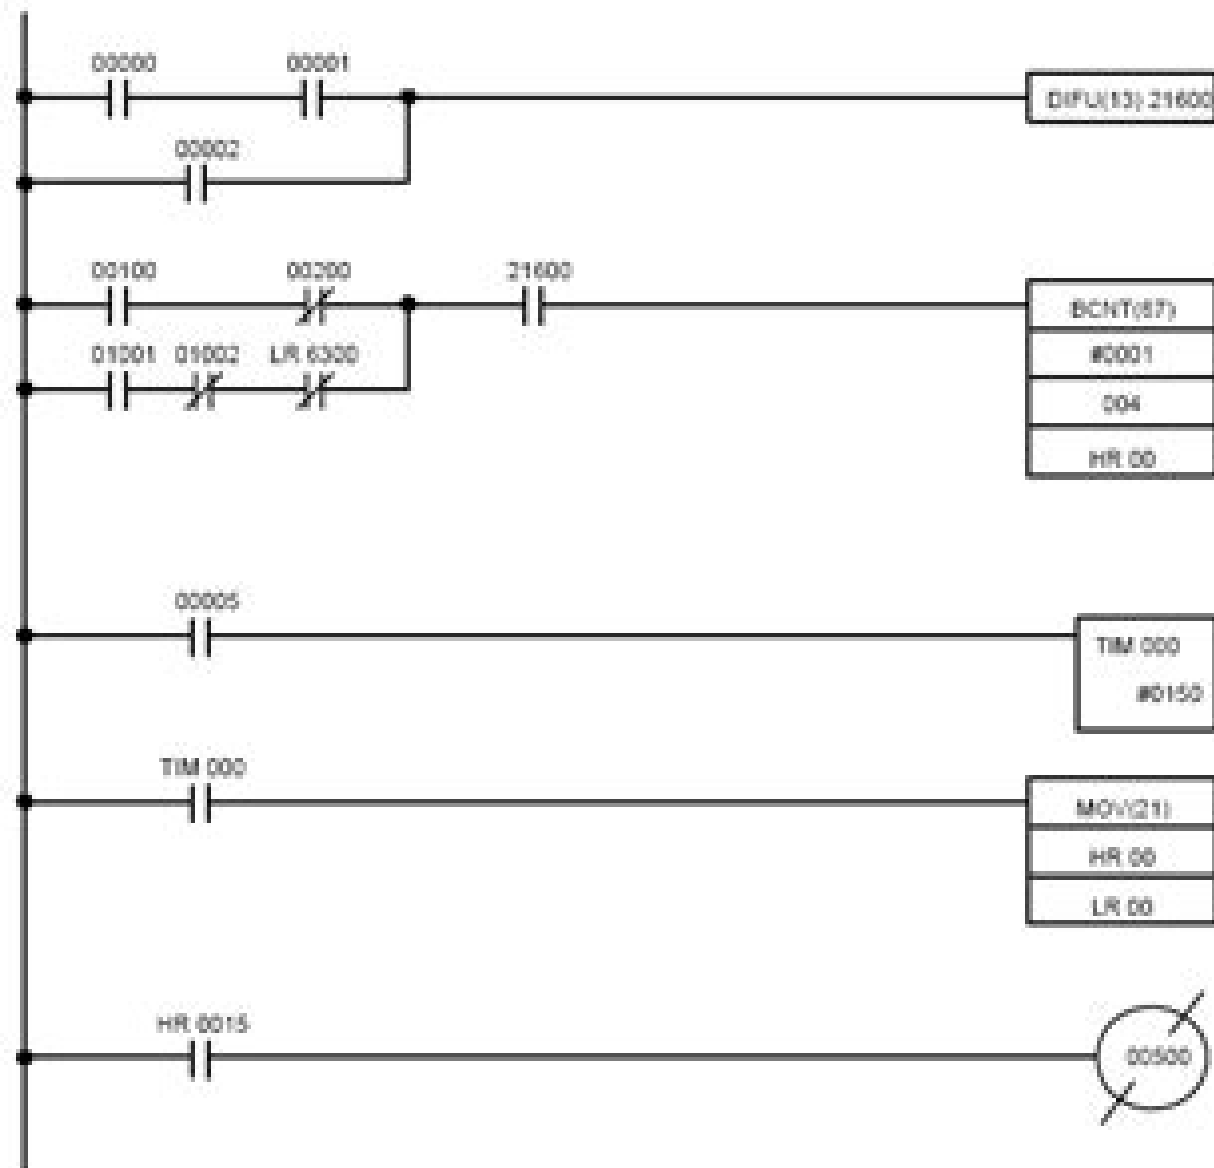 00000 00001
DIFU(13) 21600
00002
00100 00200 21600
BCNT(67)
01001 01002 LR 6300
#0001
004
HR 00
00005
TIM 000
#0150
TIM 000
MOV(21)
HR 00
LR 00
HR 0015
00500